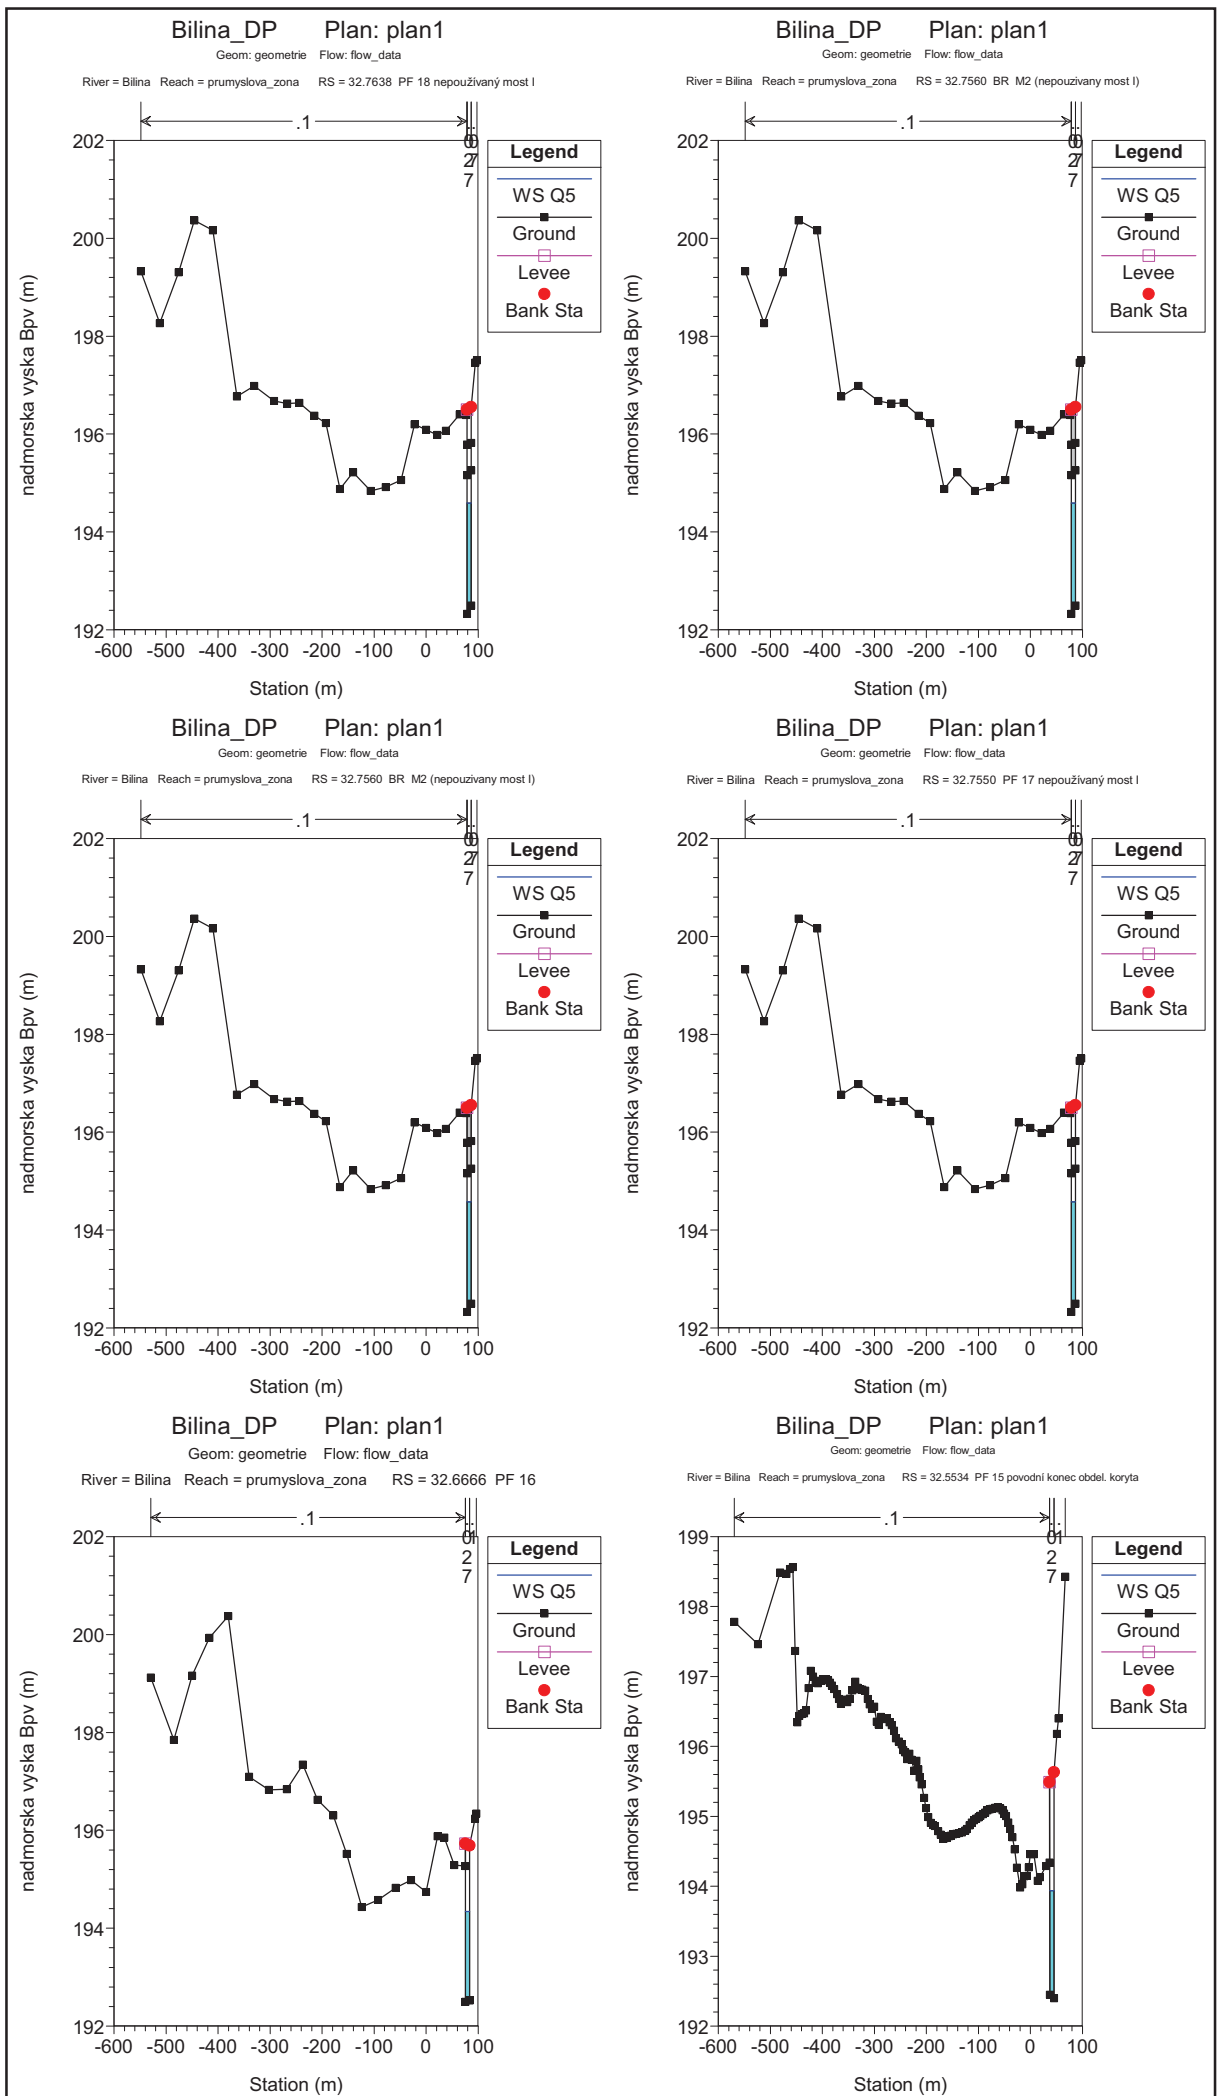 Bilina_DP Plan: plan1
Geom: geometrie Flow: flow_data
River = Bilina Reach = prumyslova_zona RS = 32.7638 PF 18 nepoužívaný most I
.1
202
200
198
196
194
192
-600 -500 -400 -300 -200 -100 0 100
Station (m)
nadmorska vyska Bpv (m)
Legend
WS Q5
Ground
Levee
Bank Sta
Bilina_DP Plan: plan1
Geom: geometrie Flow: flow_data
River = Bilina Reach = prumyslova_zona RS = 32.7560 BR M2 (nepouzivany most I)
.1
202
200
198
196
194
192
-600 -500 -400 -300 -200 -100 0 100
Station (m)
nadmorska vyska Bpv (m)
Legend
WS Q5
Ground
Levee
Bank Sta
Bilina_DP Plan: plan1
Geom: geometrie Flow: flow_data
River = Bilina Reach = prumyslova_zona RS = 32.7560 BR M2 (nepouzivany most I)
.1
202
200
198
196
194
192
-600 -500 -400 -300 -200 -100 0 100
Station (m)
nadmorska vyska Bpv (m)
Legend
WS Q5
Ground
Levee
Bank Sta
Bilina_DP Plan: plan1
Geom: geometrie Flow: flow_data
River = Bilina Reach = prumyslova_zona RS = 32.7550 PF 17 nepoužívaný most I
.1
202
200
198
196
194
192
-600 -500 -400 -300 -200 -100 0 100
Station (m)
nadmorska vyska Bpv (m)
Legend
WS Q5
Ground
Levee
Bank Sta
Bilina_DP Plan: plan1
Geom: geometrie Flow: flow_data
River = Bilina Reach = prumyslova_zona RS = 32.6666 PF 16
.1
202
200
198
196
194
192
-600 -500 -400 -300 -200 -100 0 100
Station (m)
nadmorska vyska Bpv (m)
Legend
WS Q5
Ground
Levee
Bank Sta
Bilina_DP Plan: plan1
Geom: geometrie Flow: flow_data
River = Bilina Reach = prumyslova_zona RS = 32.5534 PF 15 povodní konec obdel. koryta
.1
199
198
197
196
195
194
193
192
-600 -500 -400 -300 -200 -100 0 100
Station (m)
nadmorska vyska Bpv (m)
Legend
WS Q5
Ground
Levee
Bank Sta